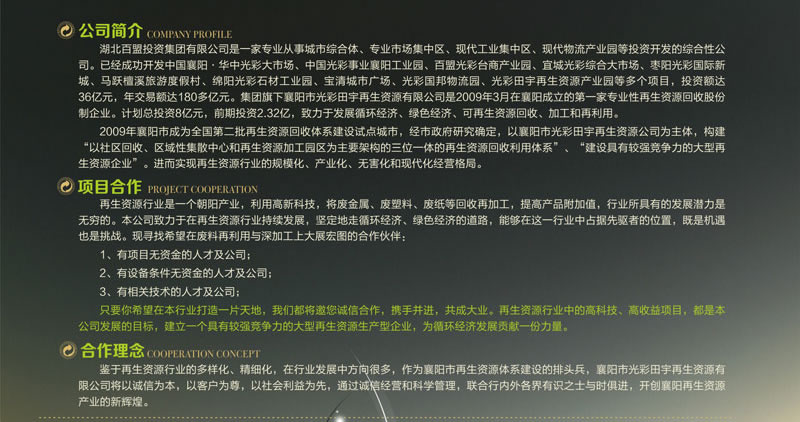 公司简介 COMPANY PROFILE
湖北百盟投资集团有限公司是一家专业从事城市综合体、专业市场集中区、现代工业集中区、现代物流产业园等投资开发的综合性公
司。已经成功开发中国襄阳·华中光彩大市场、中国光彩事业襄阳工业园、百盟光彩台商产业园、宜城光彩综合大市场、枣阳光彩国际新
城、马跃檀溪旅游度假村、绵阳光彩石材工业园、宝清城市广场、光彩国邦物流园、光彩田宇再生资源产业园等多个项目，投资额达
36亿元，年交易额达180多亿元。集团旗下襄阳市光彩田宇再生资源有限公司是2009年3月在襄阳成立的第一家专业性再生资源回收股份
制企业。计划总投资8亿元，前期投资2.32亿，致力于发展循环经济、绿色经济、可再生资源回收、加工和再利用。
2009年襄阳市成为全国第二批再生资源回收体系建设试点城市，经市政府研究确定，以襄阳市光彩田宇再生资源公司为主体，构建
“以社区回收、区域性集散中心和再生资源加工园区为主要架构的三位一体的再生资源回收利用体系”、“建设具有较强竞争力的大型再
生资源企业”。进而实现再生资源行业的规模化、产业化、无害化和现代化经营格局。
项目合作 PROJECT COOPERATION
再生资源行业是一个朝阳产业，利用高新科技，将废金属、废塑料、废纸等回收再加工，提高产品附加值，行业所具有的发展潜力是
无穷的。本公司致力于在再生资源行业持续发展，坚定地走循环经济、绿色经济的道路，能够在这一行业中占据先驱者的位置，既是机遇
也是挑战。现寻找希望在废料再利用与深加工上大展宏图的合作伙伴；
1、有项目无资金的人才及公司；
2、有设备条件无资金的人才及公司；
3、有相关技术的人才及公司；
只要你希望在本行业打造一片天地，我们都将邀您诚信合作，携手并进，共成大业。再生资源行业中的高科技、高收益项目，都是本
公司发展的目标，建立一个具有较强竞争力的大型再生资源生产型企业，为循环经济发展贡献一份力量。
合作理念 COOPERATION CONCEPT
鉴于再生资源行业的多样化、精细化，在行业发展中方向很多，作为襄阳市再生资源体系建设的排头兵，襄阳市光彩田宇再生资源有
限公司将以诚信为本，以客户为尊，以社会利益为先，通过诚信经营和科学管理，联合行内外各界有识之士与时俱进，开创襄阳再生资源
产业的新辉煌。